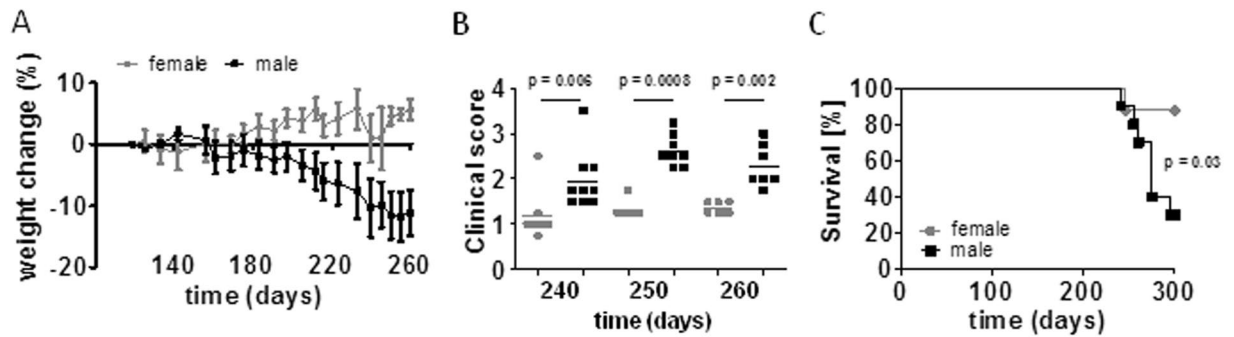 A
female male
weight change (%)
10
0
-10
-20
140 180 220 260
time (days)
B
p = 0.006 p = 0.0008 p = 0.002
Clinical score
4
3
2
1
0
240 250 260
time (days)
C
Survival [%]
100
80
60
40
20
0
p = 0.03
female
male
0 100 200 300
time (days)